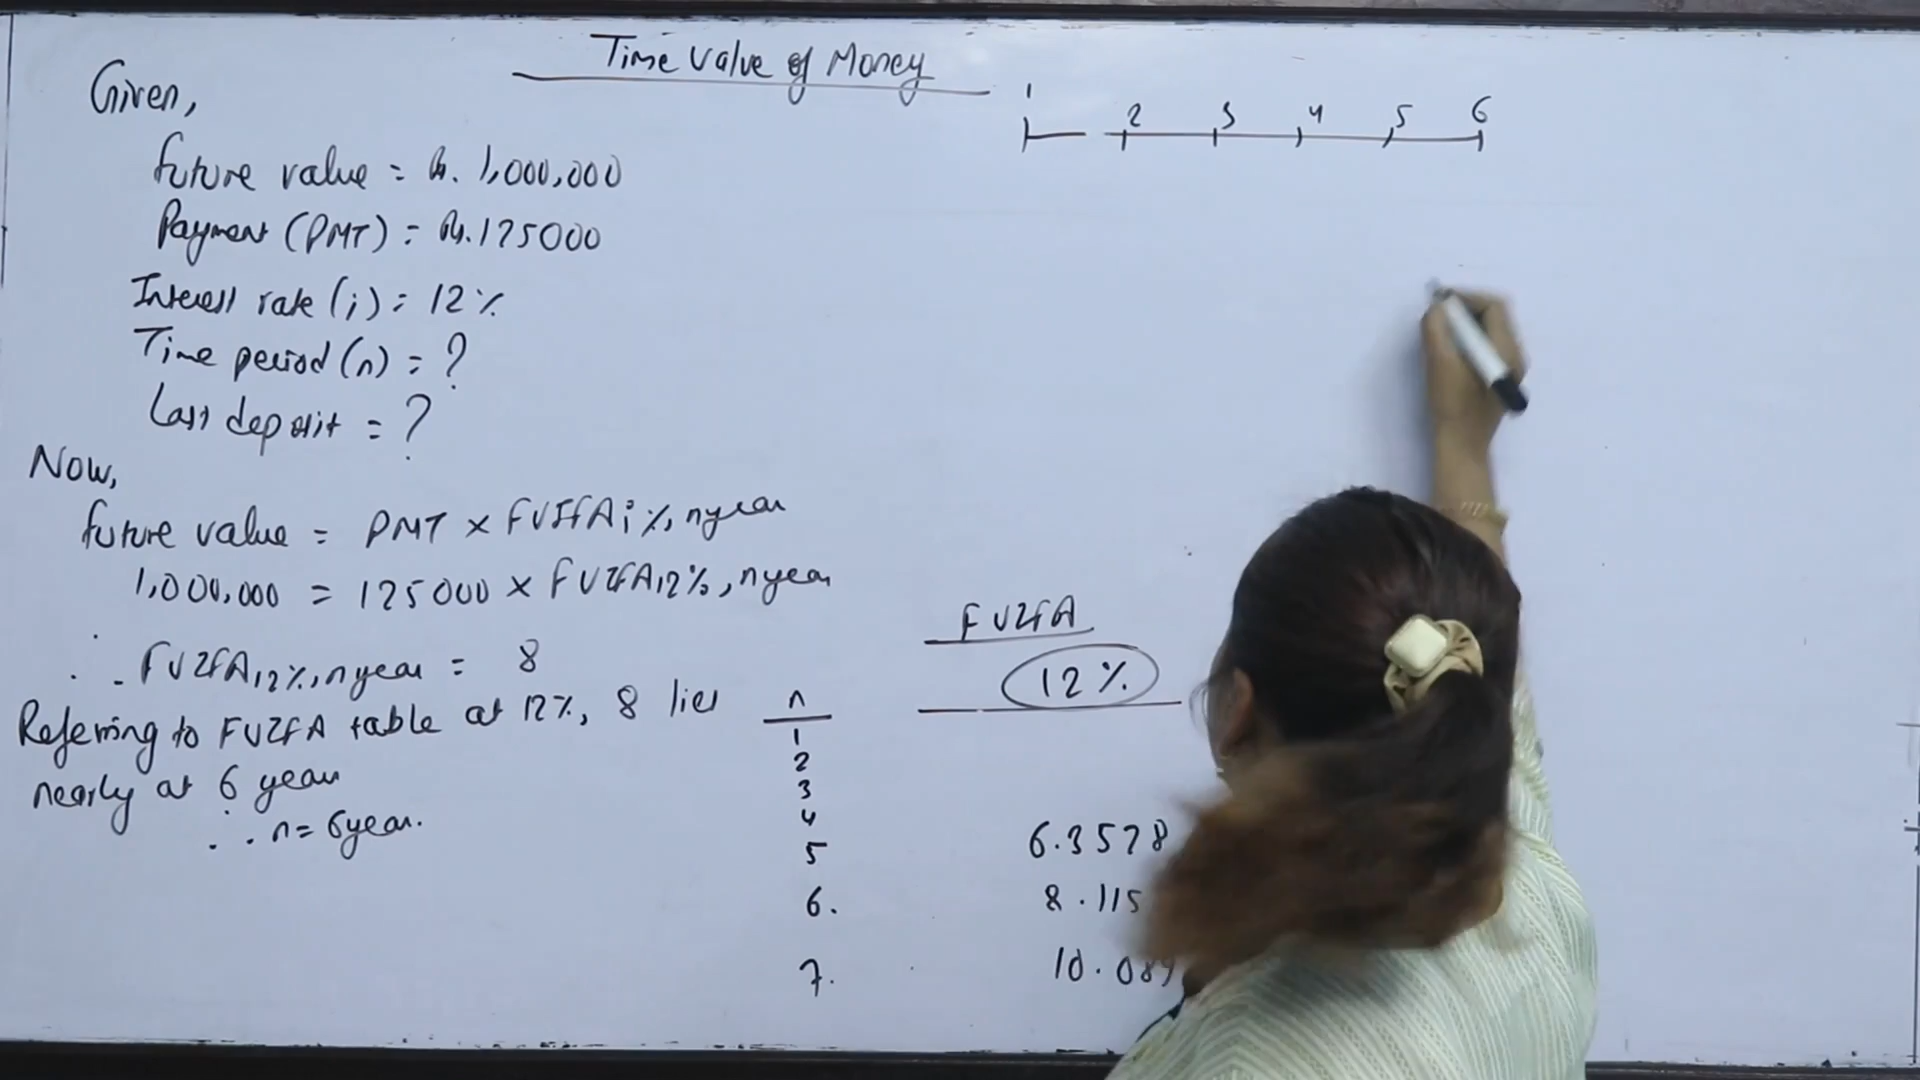 Time Value of Money
Given,
future value = Rs. 1,000,000
Payment (PMT) = Rs. 125000
Interest rate (i) = 12%
Time period (n) = ?
Last deposit = ?
Now,
future value = PMT × FVIFA i%, n year
1,000,000 = 125000 × FVIFA 12%, n year
∴ FVIFA 12%, n year = 8
Referring to FVIFA table at 12%, 8 lies
nearly at 6 year
∴ n = 6 year.
1 2 3 4 5 6
FVIFA
n 12%
1
2
3
4
5 6.3578
6. 8.115
7. 10.089